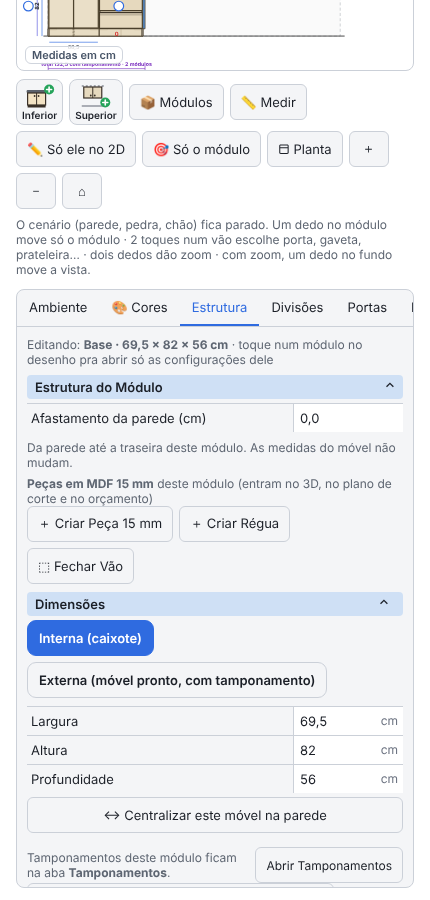 Medidas em cm
Inferior
Superior
📦 Módulos
📏 Medir
✏️ Só ele no 2D
🎯 Só o módulo
Planta
+
−
⌂
O cenário (parede, pedra, chão) fica parado. Um dedo no módulo
move só o módulo · 2 toques num vão escolhe porta, gaveta,
prateleira... · dois dedos dão zoom · com zoom, um dedo no fundo
move a vista.
Ambiente
🎨 Cores
Estrutura
Divisões
Portas
Editando: Base · 69,5 × 82 × 56 cm · toque num módulo no
desenho pra abrir só as configurações dele
Estrutura do Módulo
Afastamento da parede (cm)
0,0
Da parede até a traseira deste módulo. As medidas do móvel não
mudam.
Peças em MDF 15 mm deste módulo (entram no 3D, no plano de
corte e no orçamento)
+ Criar Peça 15 mm
+ Criar Régua
Fechar Vão
Dimensões
Interna (caixote)
Externa (móvel pronto, com tamponamento)
Largura
69,5 cm
Altura
82 cm
Profundidade
56 cm
↔ Centralizar este móvel na parede
Tamponamentos deste módulo ficam
na aba Tamponamentos.
Abrir Tamponamentos